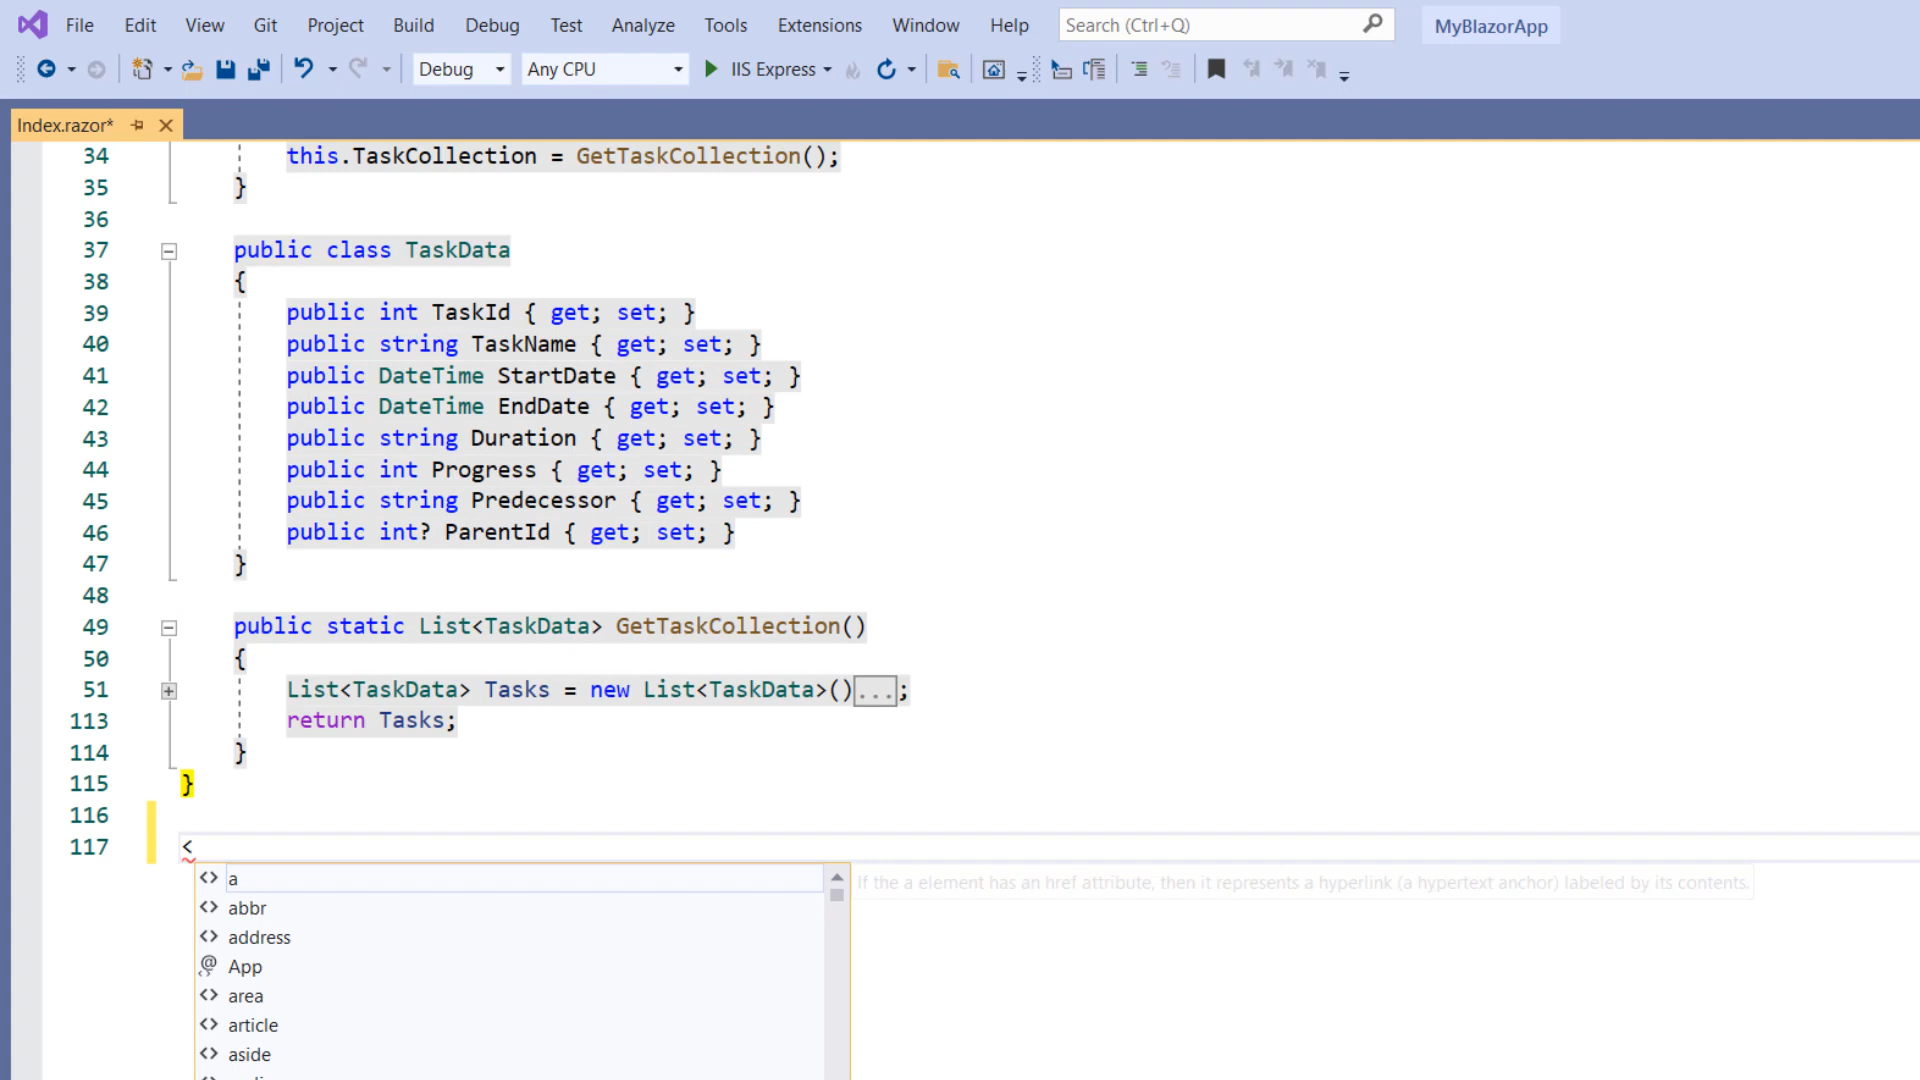 File Edit View Git Project Build Debug Test Analyze Tools Extensions Window Help Search (Ctrl+Q) MyBlazorApp
Debug Any CPU IIS Express
Index.razor*
34 this.TaskCollection = GetTaskCollection();
35 }
36
37 public class TaskData
38 {
39 public int TaskId { get; set; }
40 public string TaskName { get; set; }
41 public DateTime StartDate { get; set; }
42 public DateTime EndDate { get; set; }
43 public string Duration { get; set; }
44 public int Progress { get; set; }
45 public string Predecessor { get; set; }
46 public int? ParentId { get; set; }
47 }
48
49 public static List<TaskData> GetTaskCollection()
50 {
51 List<TaskData> Tasks = new List<TaskData>()...;
113 return Tasks;
114 }
115 }
116
117 <
a If the a element has an href attribute, then it represents a hyperlink (a hypertext anchor) labeled by its contents.
abbr
address
App
area
article
aside